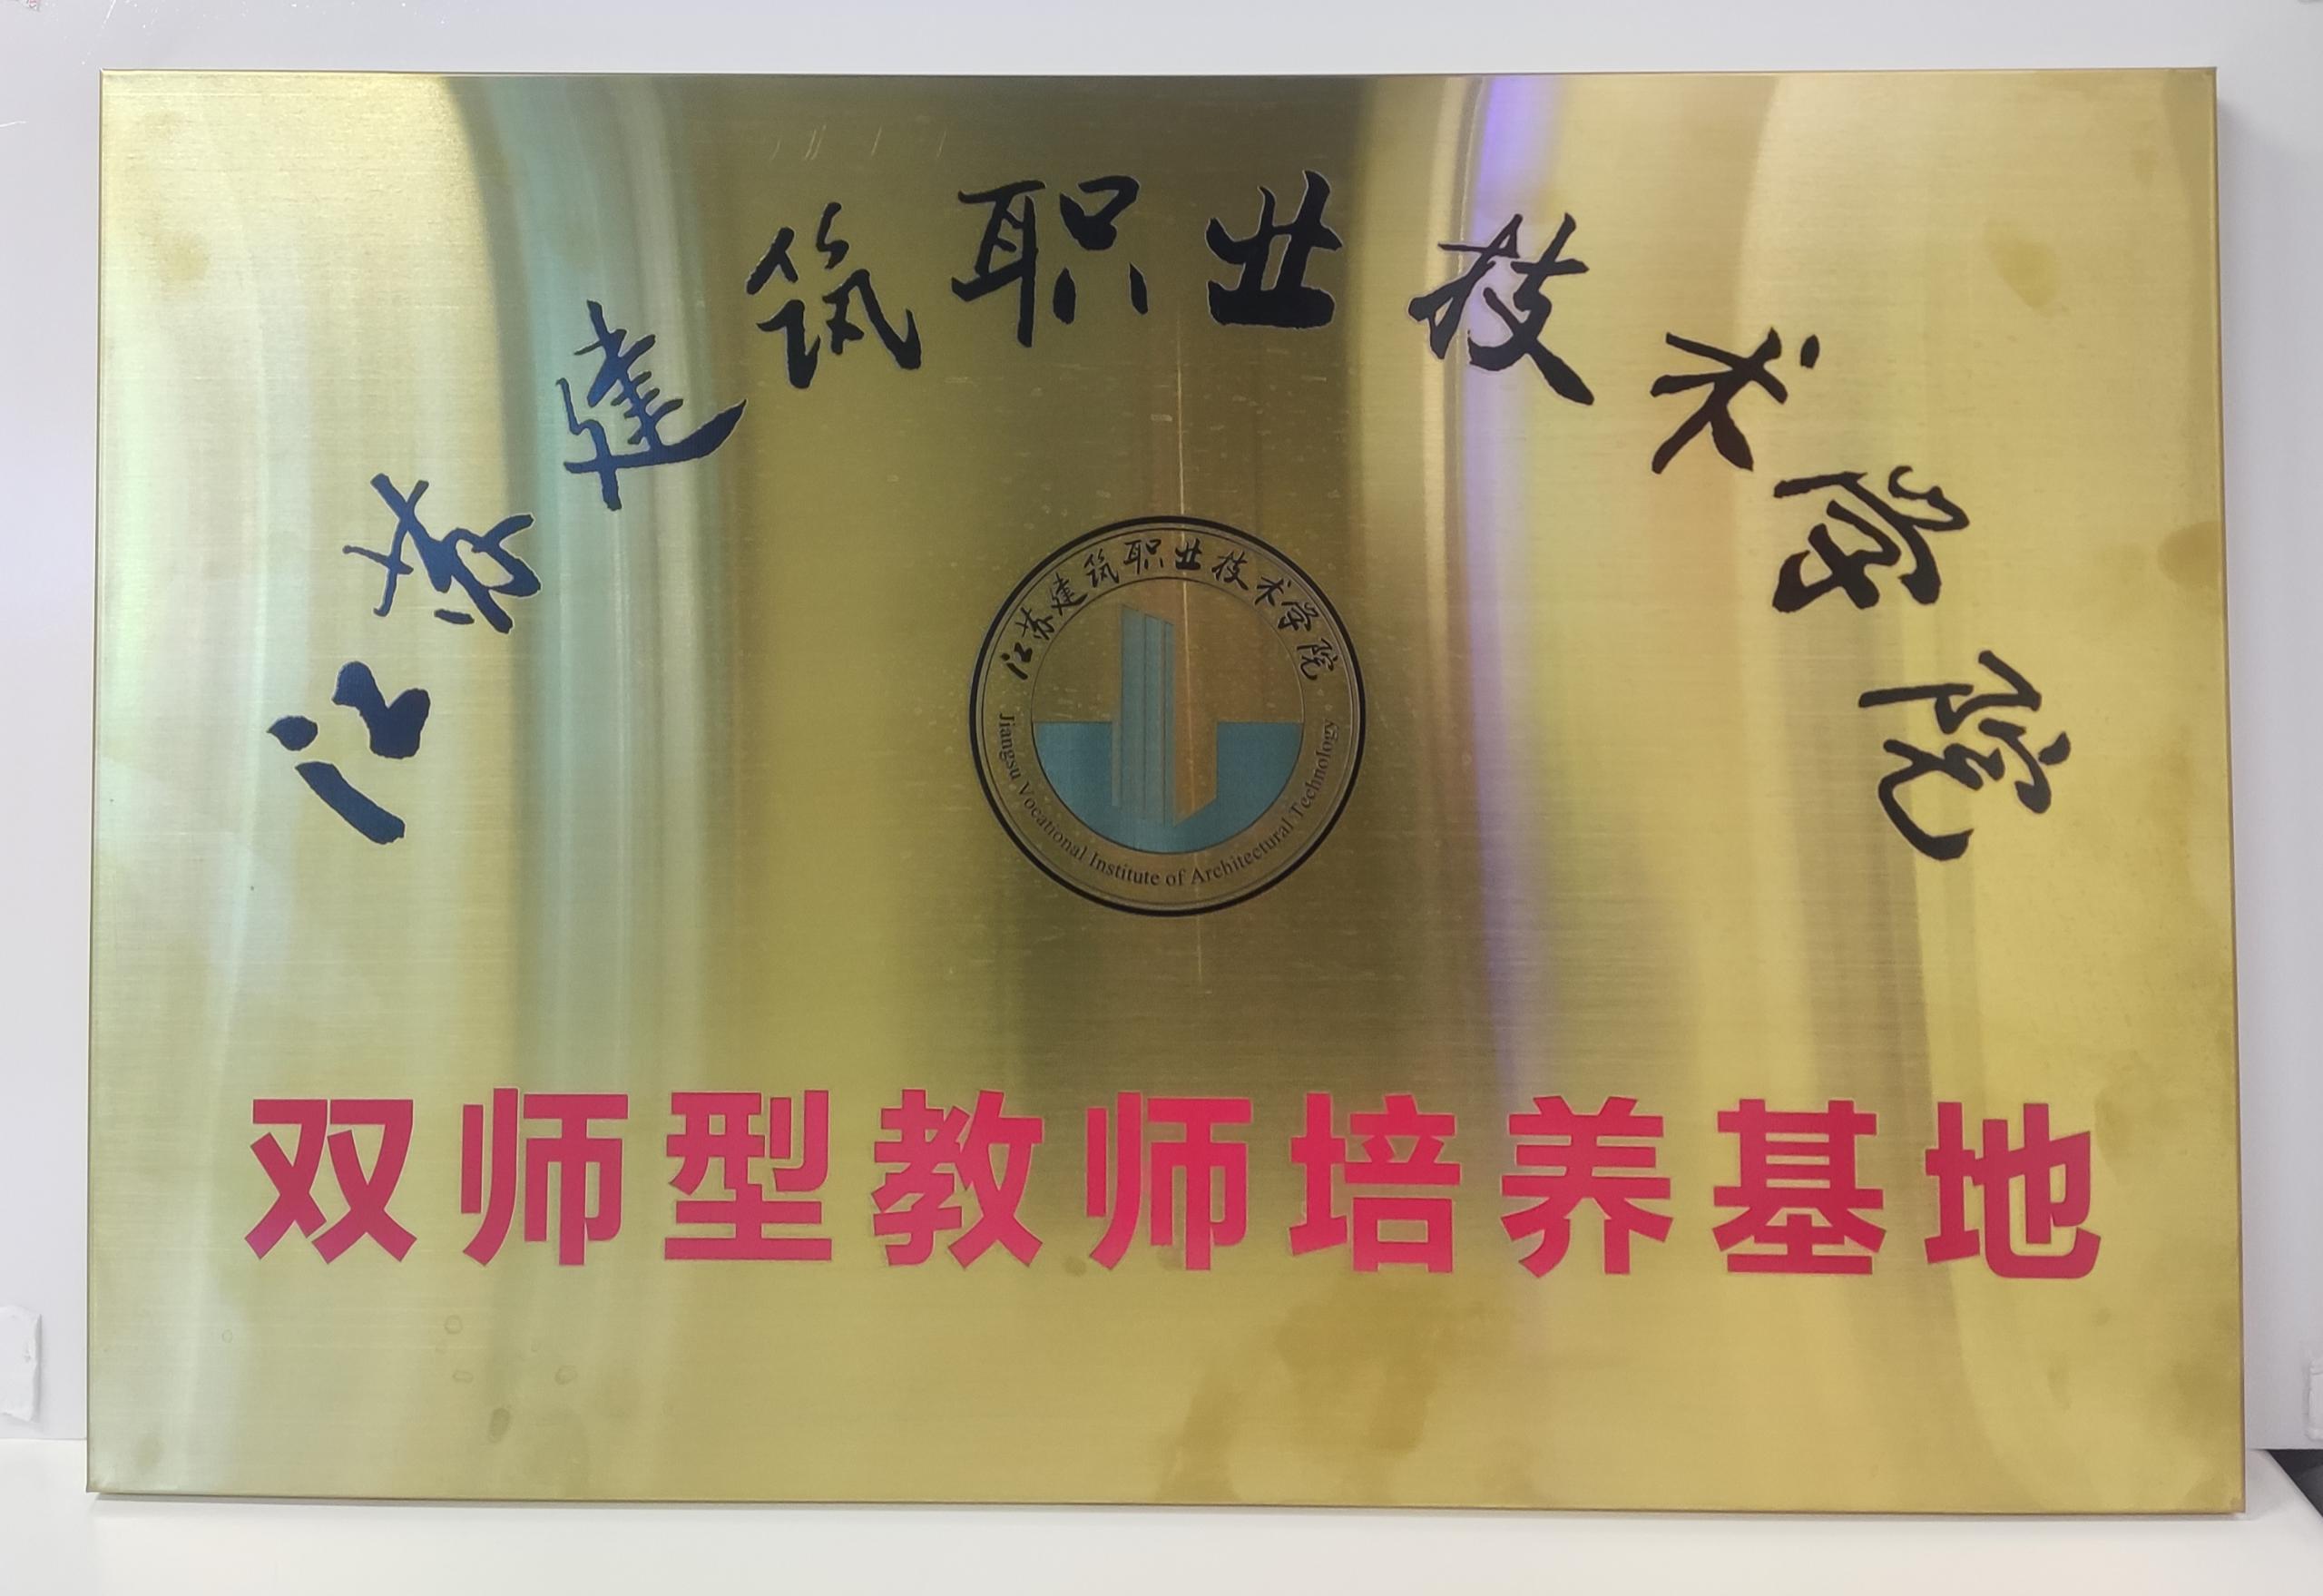 江苏建筑职业技术学院
江苏建筑职业技术学院
Jiangsu Vocational Institute of Architectural Technology
双师型教师培养基地